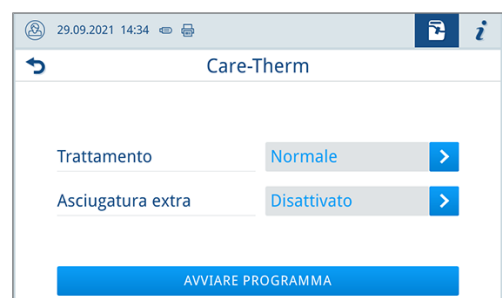 29.09.2021 14:34
i
Care-Therm
Trattamento Normale
Asciugatura extra Disattivato
AVVIARE PROGRAMMA